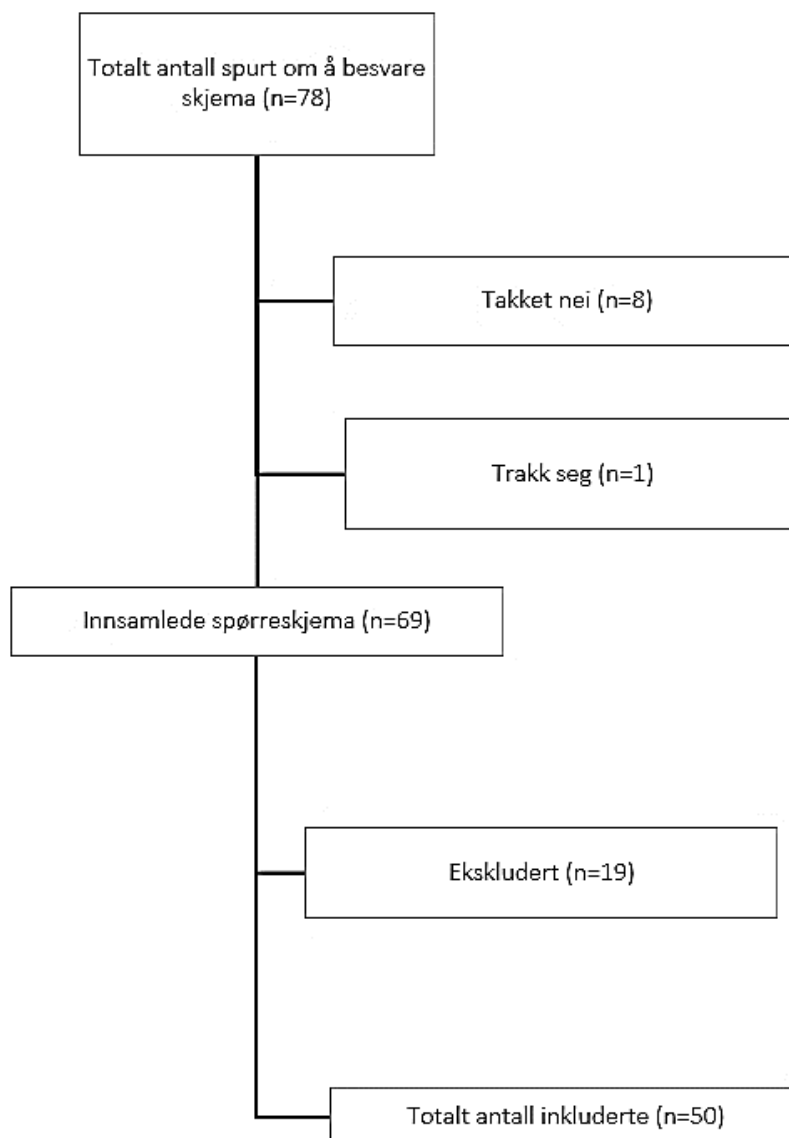 Totalt antall spurt om å besvare
skjema (n=78)
Takket nei (n=8)
Trakk seg (n=1)
Innsamlede spørreskjema (n=69)
Ekskludert (n=19)
Totalt antall inkluderte (n=50)